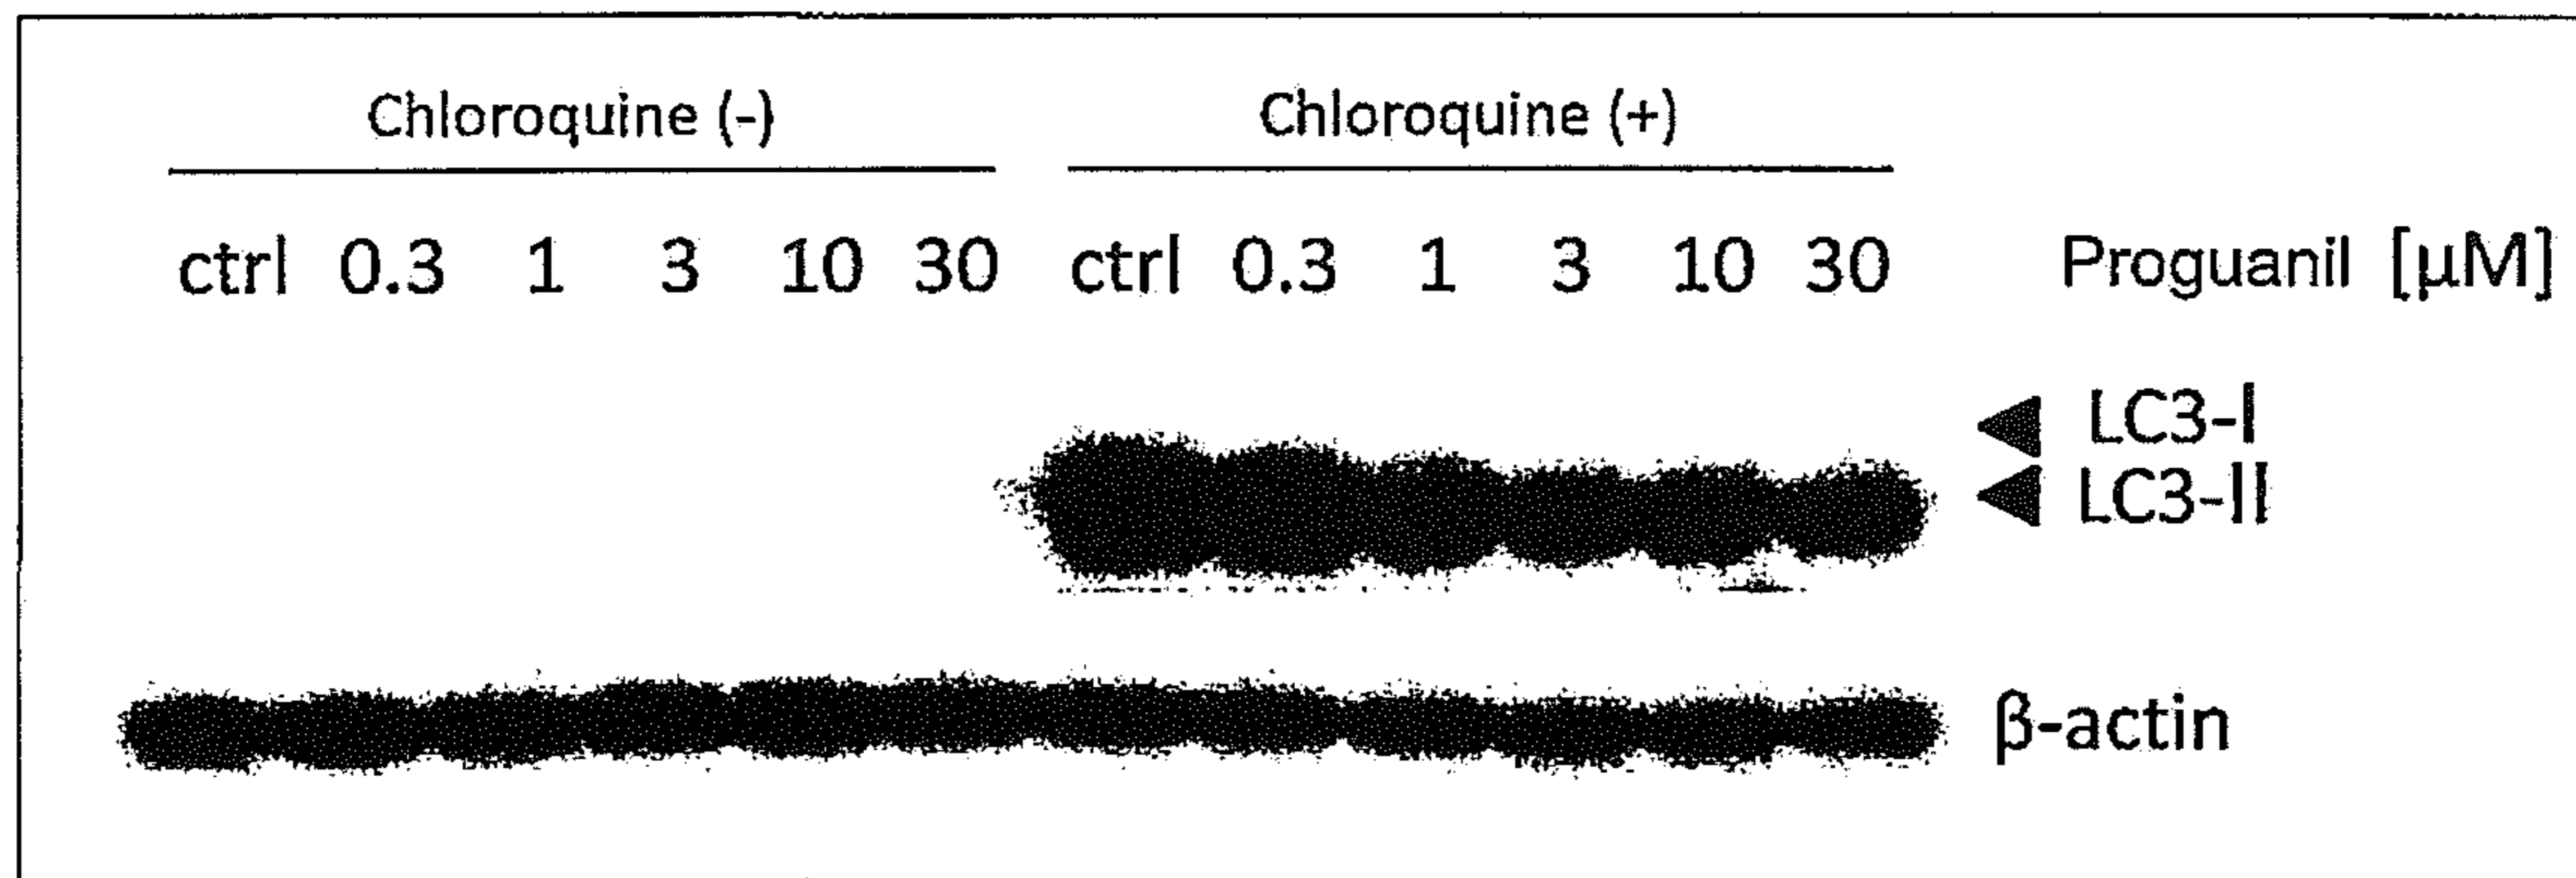 Chloroquine (-) Chloroquine (+)
ctrl 0.3 1 3 10 30 ctrl 0.3 1 3 10 30 Proguanil [μM]
LC3-I
LC3-II
β-actin